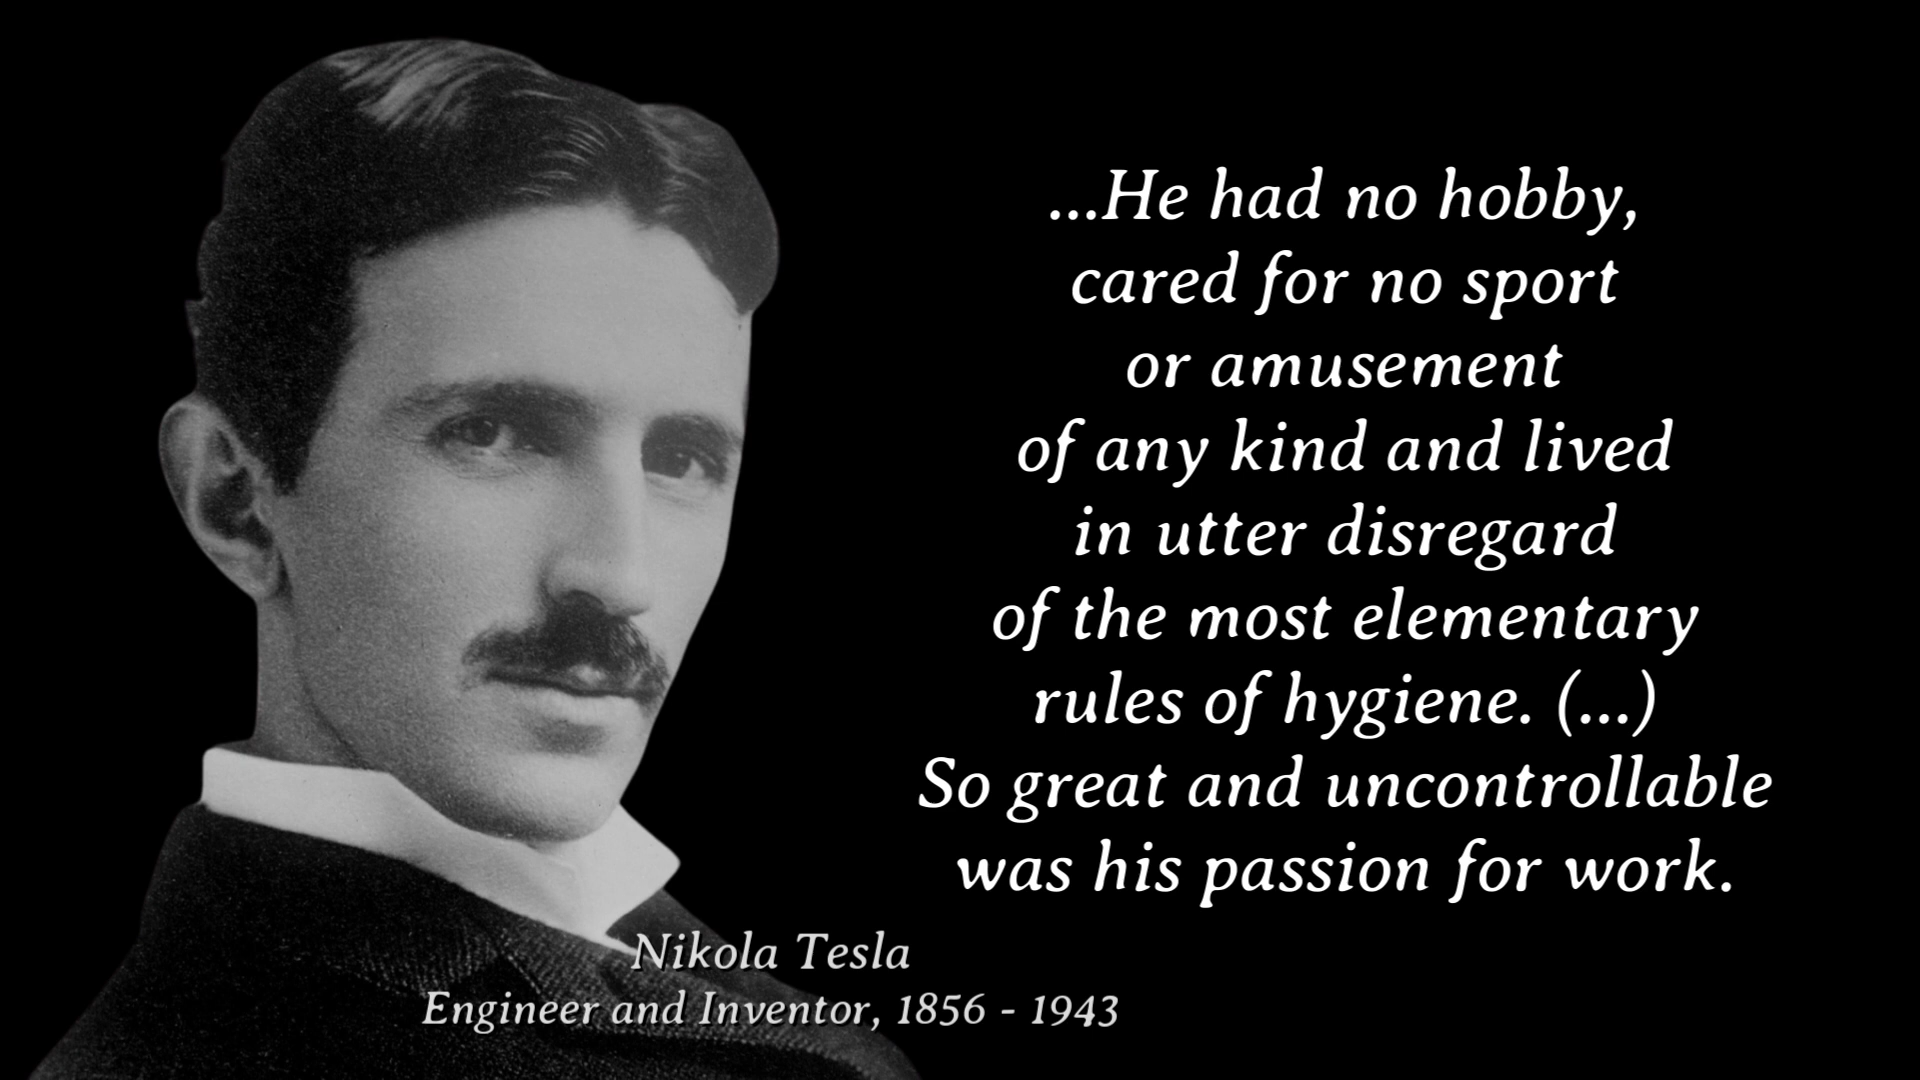 ...He had no hobby,
cared for no sport
or amusement
of any kind and lived
in utter disregard
of the most elementary
rules of hygiene. (...)
So great and uncontrollable
was his passion for work.
Nikola Tesla
Engineer and Inventor, 1856 - 1943